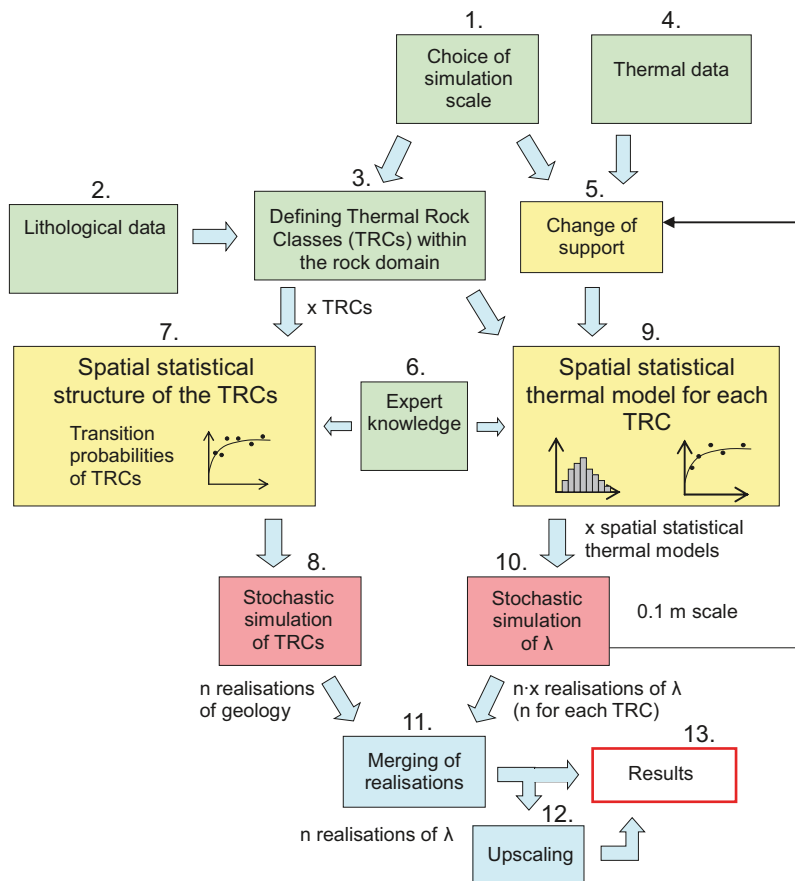 1.
Choice of
simulation
scale
4.
Thermal data
2.
Lithological data
3.
Defining Thermal Rock
Classes (TRCs) within
the rock domain
5.
Change of
support
x TRCs
7.
Spatial statistical
structure of the TRCs
Transition
probabilities
of TRCs
6.
Expert
knowledge
9.
Spatial statistical
thermal model for each
TRC
x spatial statistical
thermal models
8.
Stochastic
simulation
of TRCs
10.
Stochastic
simulation
of λ
0.1 m scale
n realisations
of geology
n·x realisations of λ
(n for each TRC)
11.
Merging of
realisations
13.
Results
n realisations of λ
12.
Upscaling